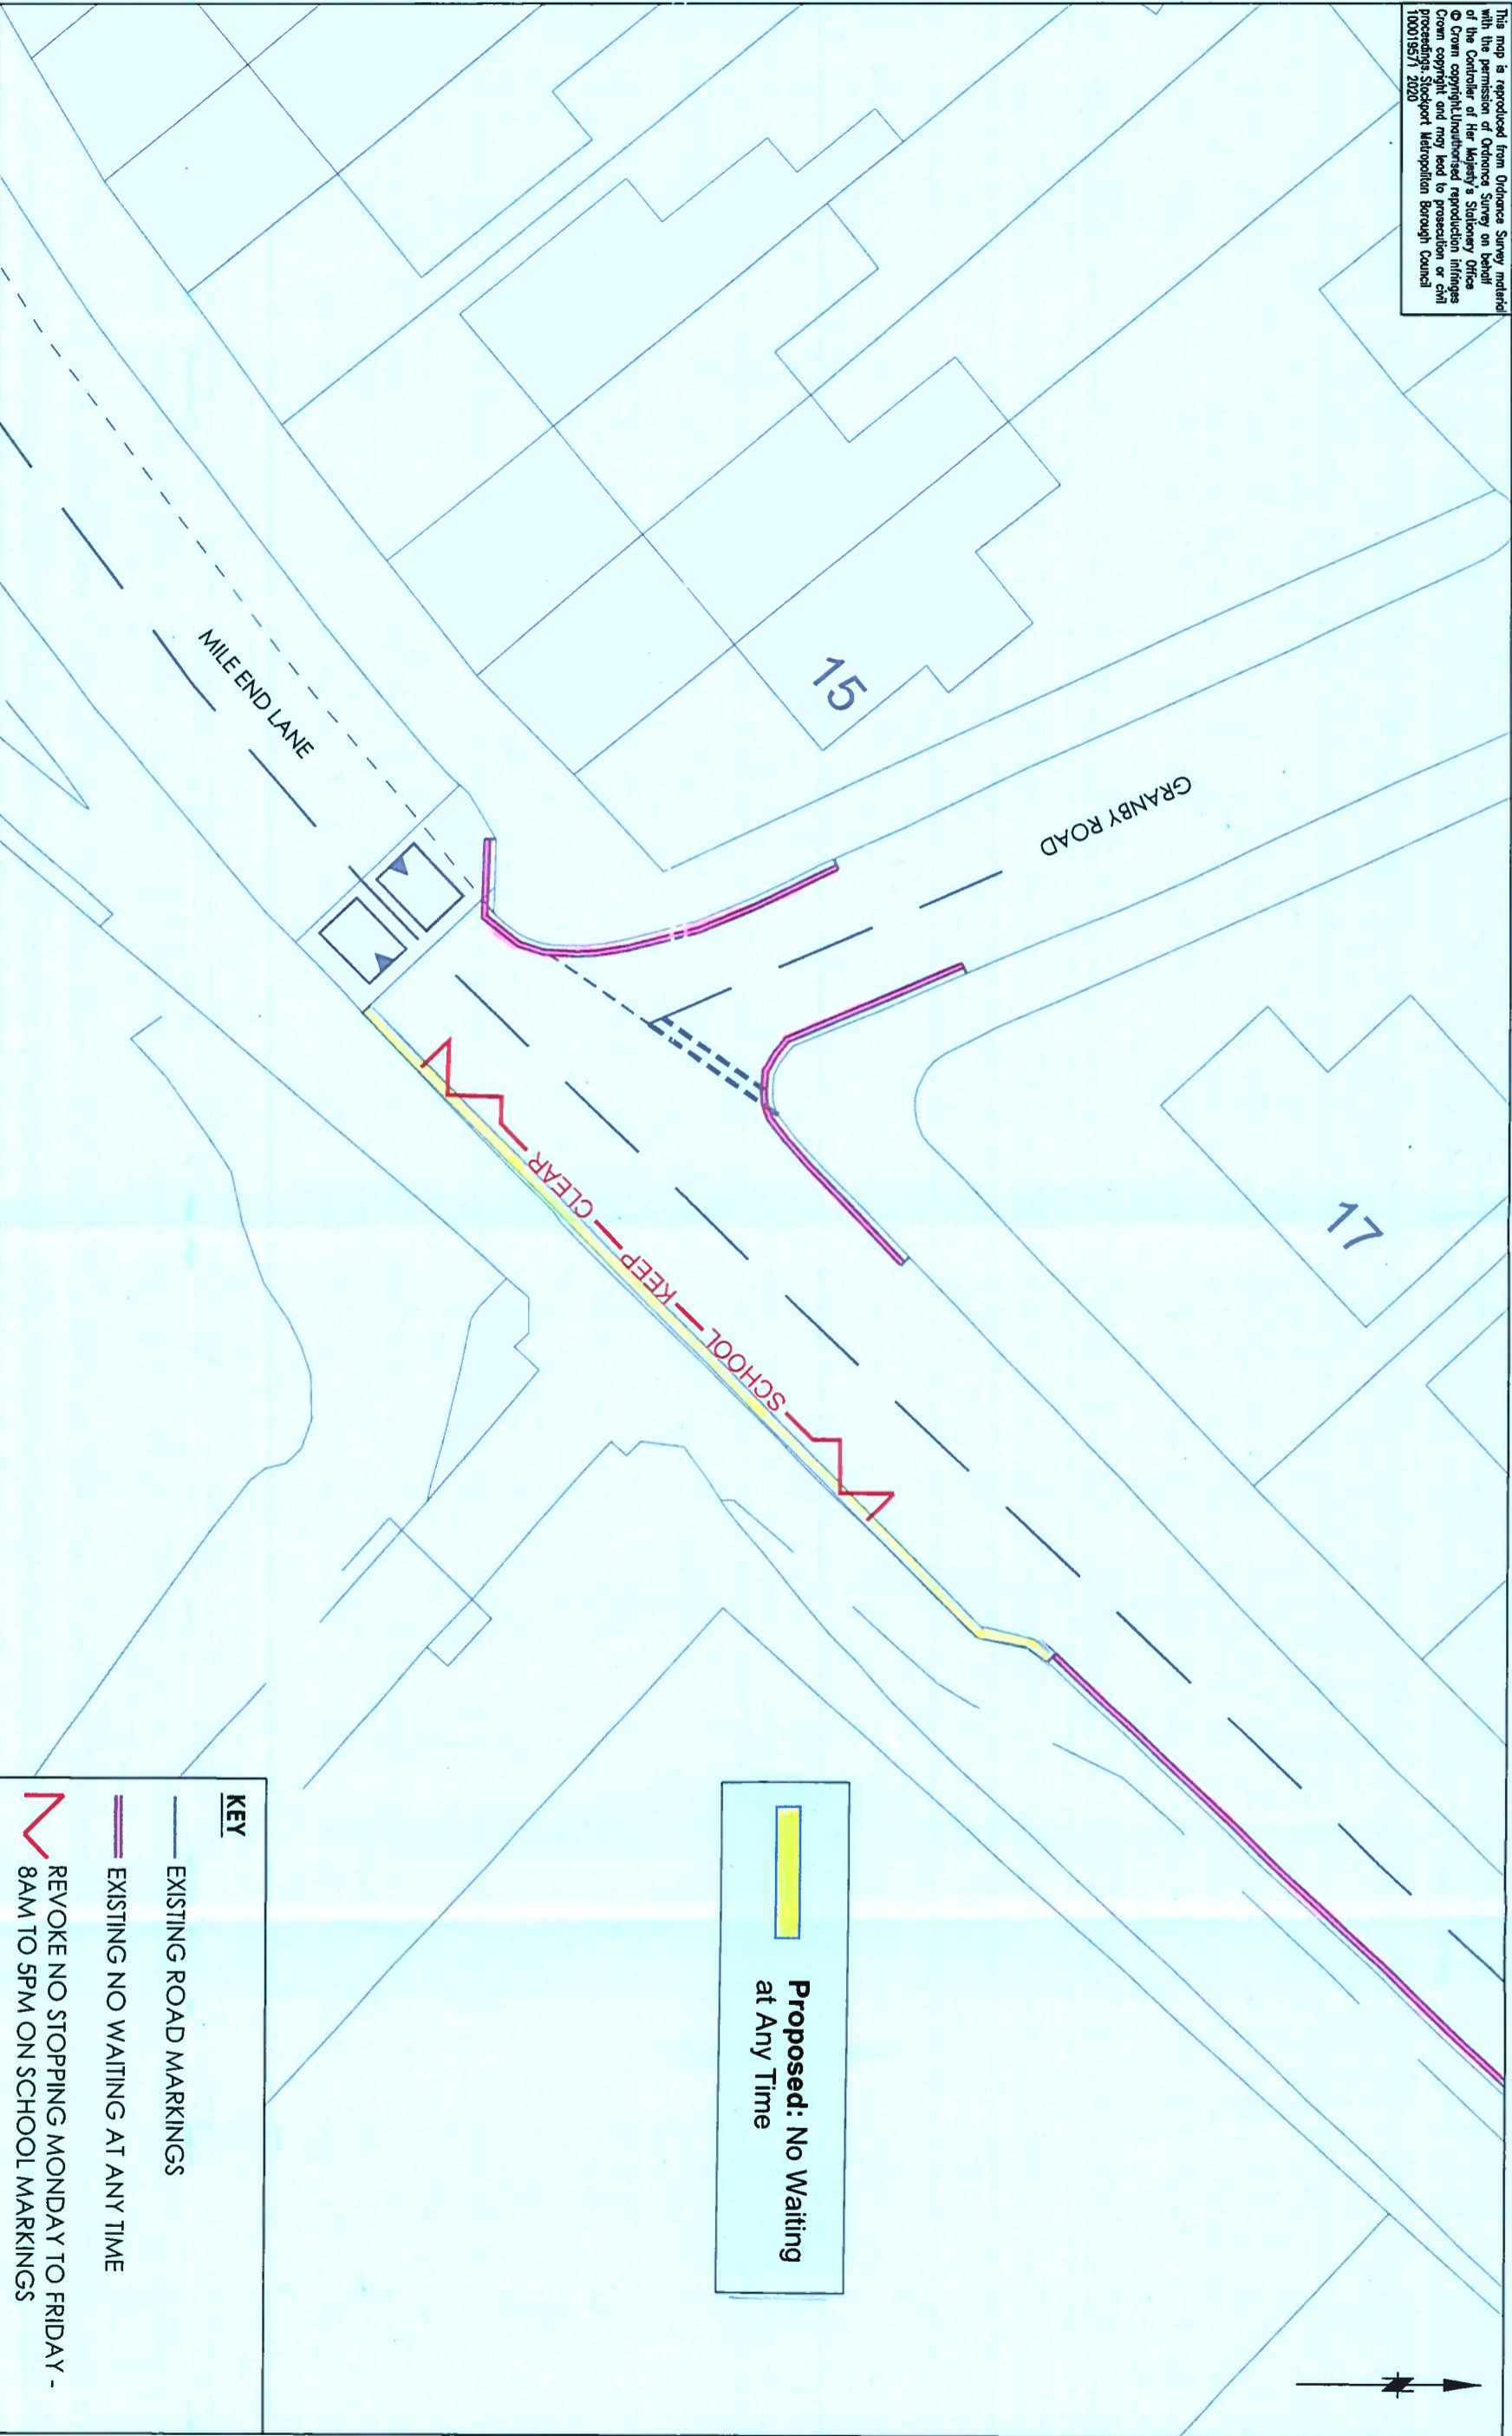 This map is reproduced from Ordnance Survey material
with the permission of Ordnance Survey on behalf
of the Controller of Her Majesty's Stationery Office
© Crown copyright.Unauthorised reproduction infringes
Crown copyright and may lead to prosecution or civil
proceedings. Stockport Metropolitan Borough Council
100019571 2020
15
17
GRANBY ROAD
MILE END LANE
SCHOOL KEEP CLEAR
Proposed: No Waiting
at Any Time
KEY
EXISTING ROAD MARKINGS
EXISTING NO WAITING AT ANY TIME
REVOKE NO STOPPING MONDAY TO FRIDAY -
8AM TO 5PM ON SCHOOL MARKINGS